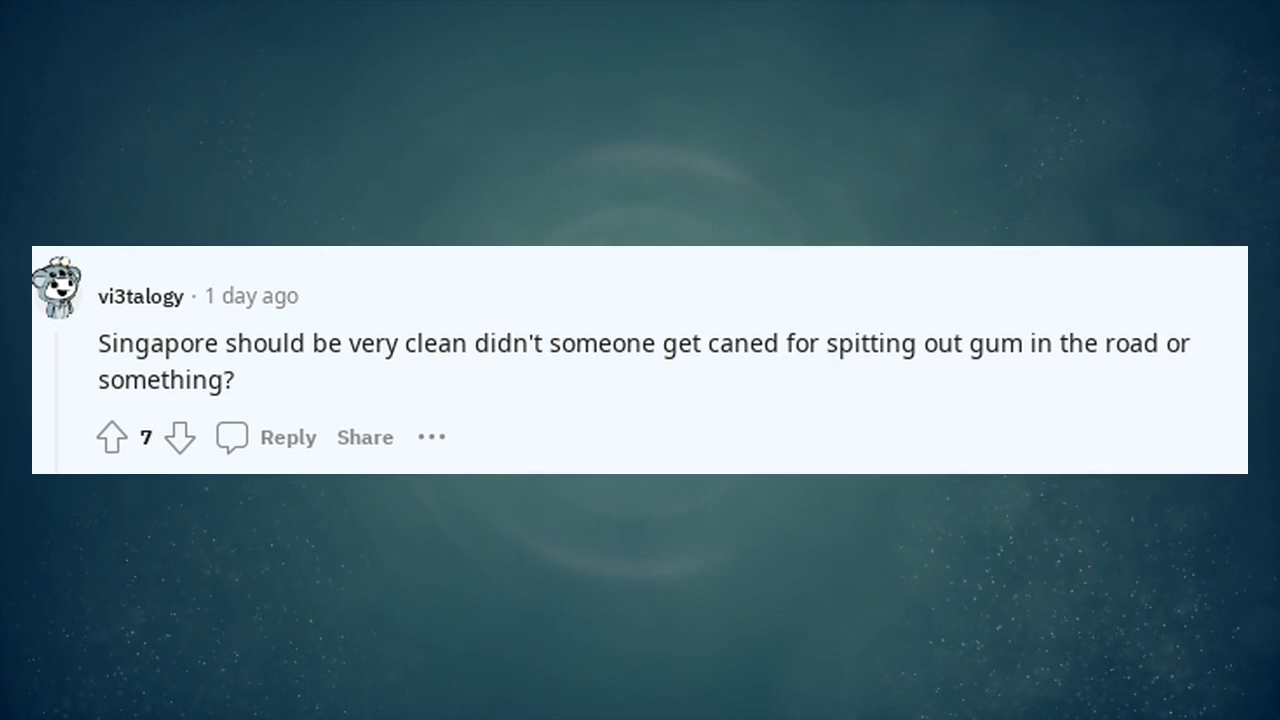 vi3talogy · 1 day ago
Singapore should be very clean didn't someone get caned for spitting out gum in the road or
something?
7 Reply Share •••